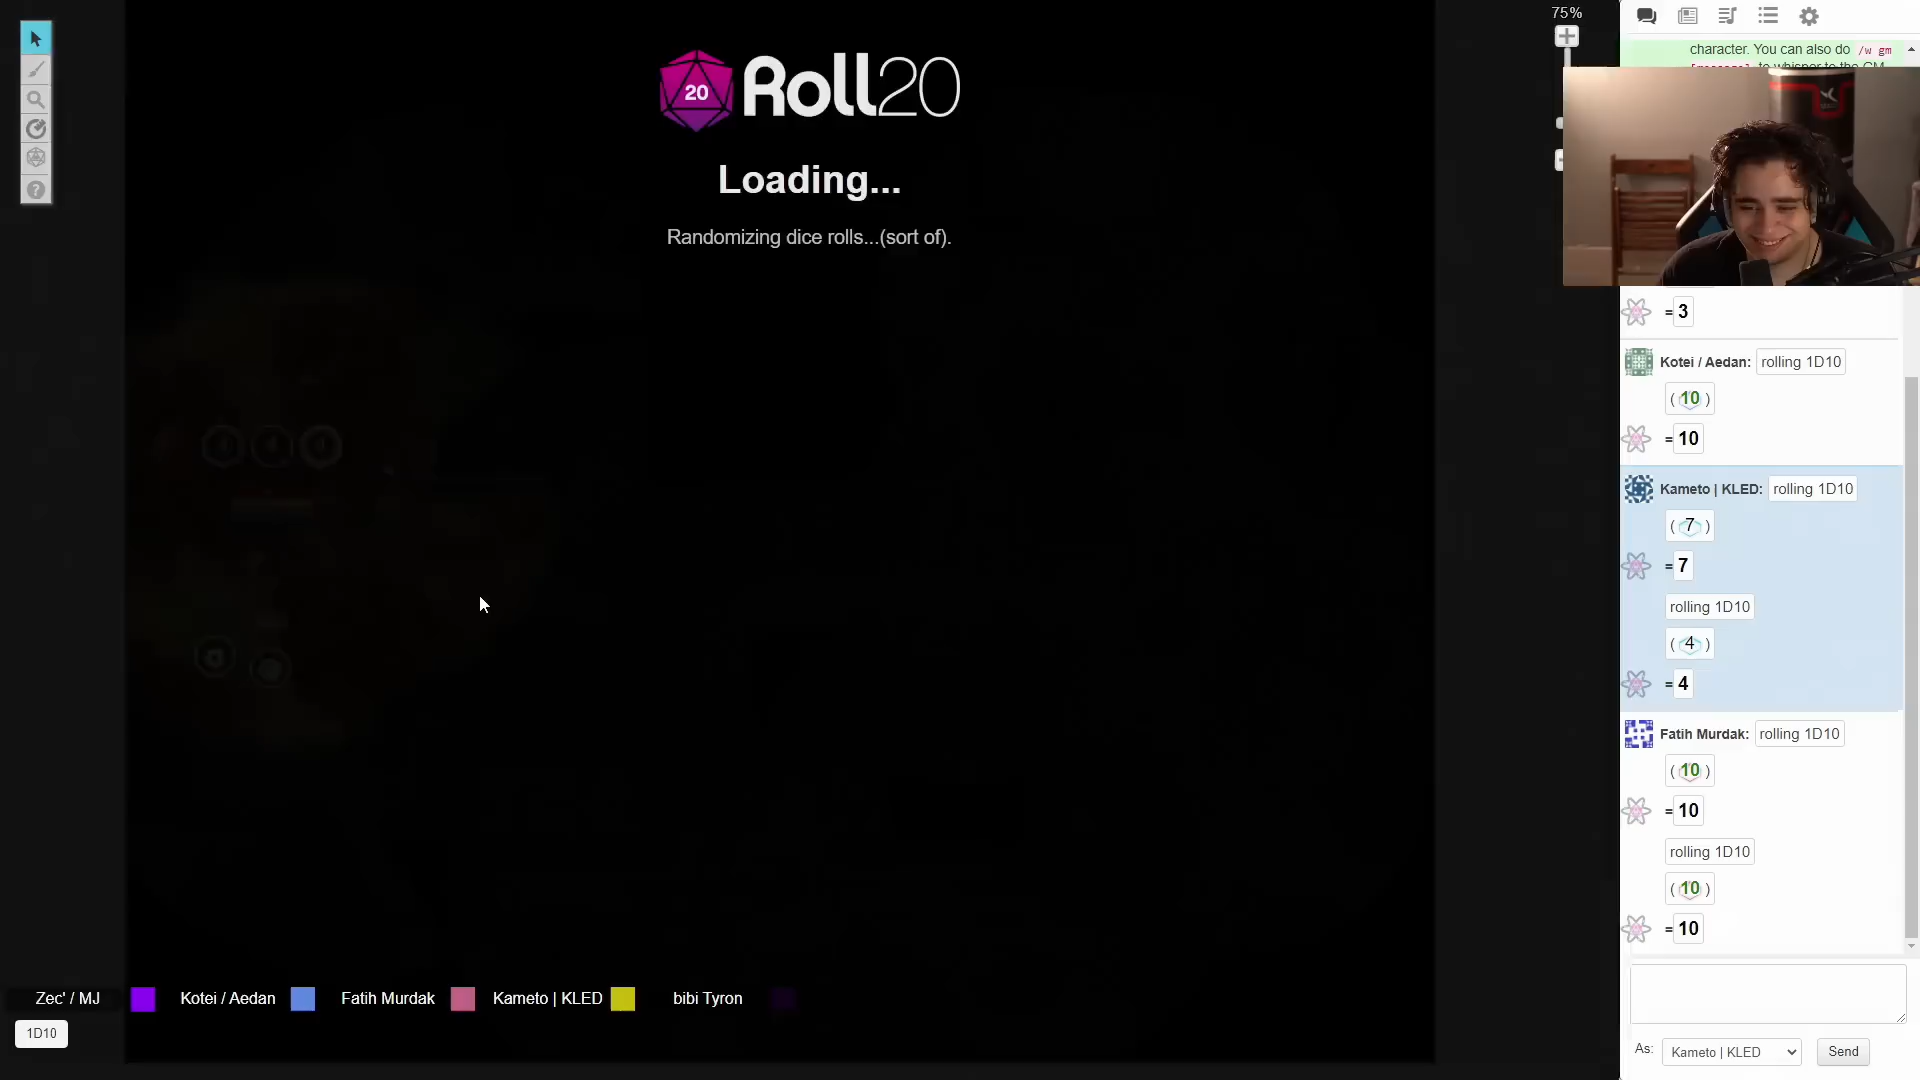 75%
character. You can also do /w gm
20 Roll20
Loading...
Randomizing dice rolls...(sort of).
=3
Kotei / Aedan: rolling 1D10
(10)
=10
Kameto | KLED: rolling 1D10
(7)
=7
rolling 1D10
(4)
=4
Fatih Murdak: rolling 1D10
(10)
=10
rolling 1D10
(10)
=10
Zec' / MJ Kotei / Aedan Fatih Murdak Kameto | KLED bibi Tyron
1D10
As: Kameto | KLED Send